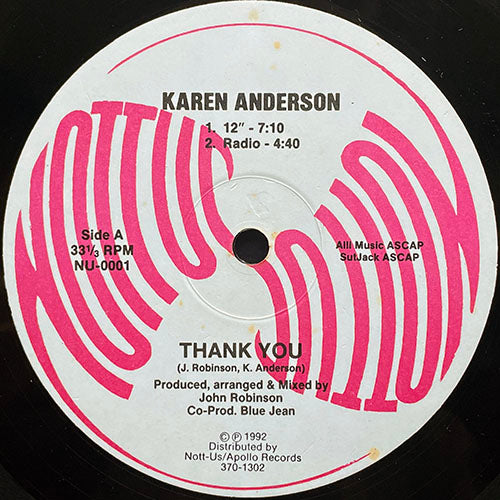 KAREN ANDERSON
1. 12" - 7:10
2. Radio - 4:40
NOTTUS
NOTTUS
Side A
33⅓ RPM
NU-0001
Alli Music ASCAP
SutJack ASCAP
THANK YOU
(J. Robinson, K. Anderson)
Produced, arranged & Mixed by
John Robinson
Co-Prod. Blue Jean
© ℗ 1992
Distributed by
Nott-Us/Apollo Records
370-1302